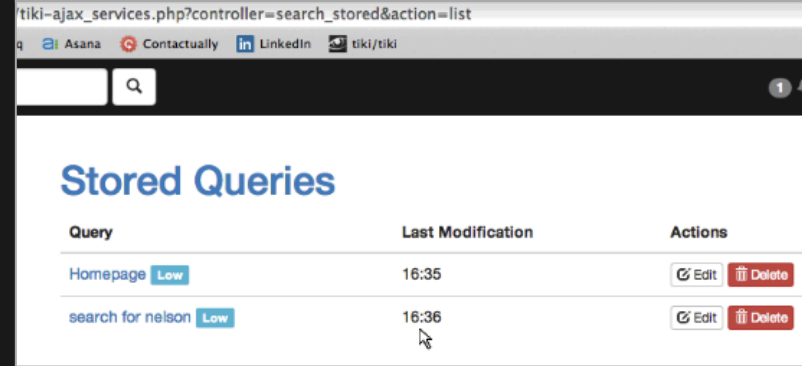 /tiki-ajax_services.php?controller=search_stored&action=list
q Asana Contactually in LinkedIn tiki/tiki
1
Stored Queries
Query Last Modification Actions
Homepage Low 16:35 Edit Delete
search for nelson Low 16:36 Edit Delete